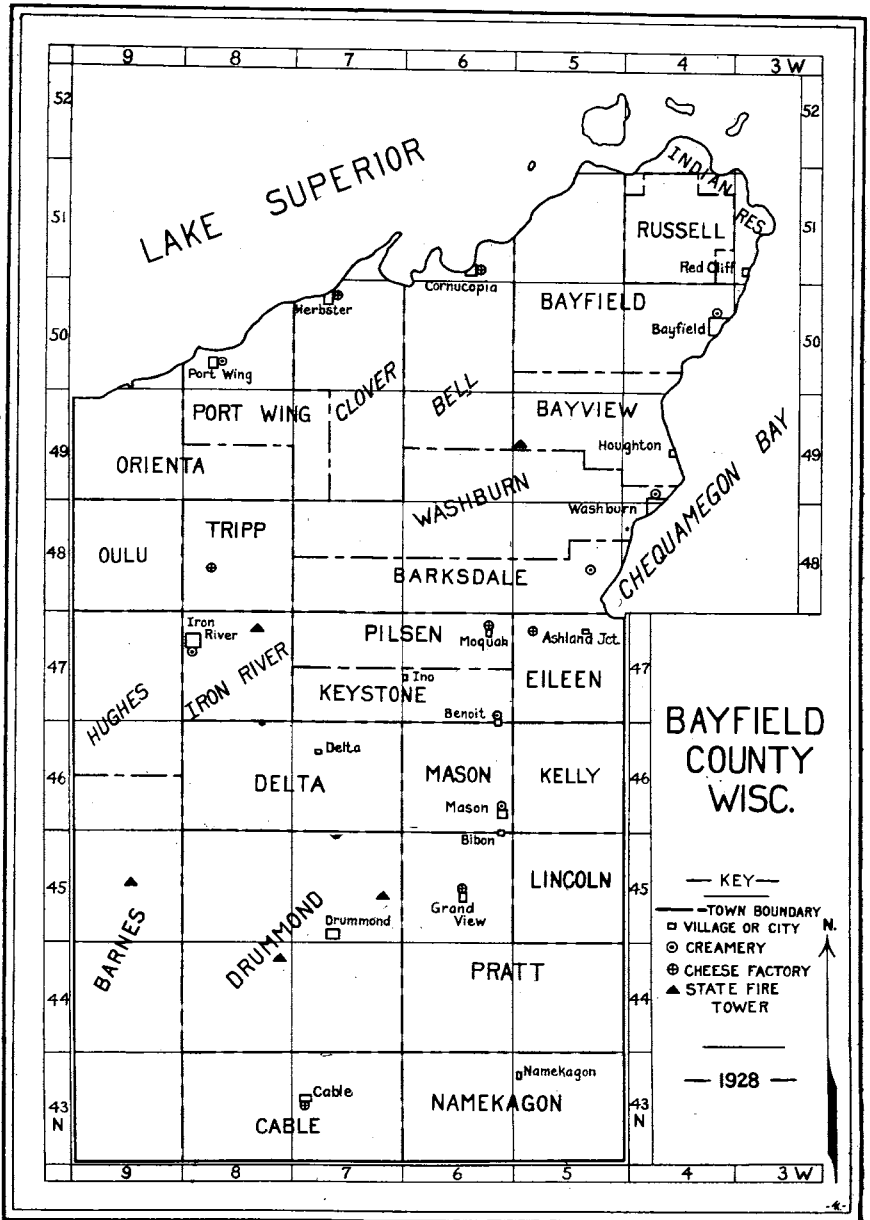 9 8 7 6 5 4 3 W
52 52
LAKE SUPERIOR
INDIAN RES.
51 51
RUSSELL
Red Cliff
Cornucopia
Herbster
BAYFIELD
Bayfield
50 50
Port Wing
PORT WING
CLOVER
BELL
BAYVIEW
Houghton
49 49
ORIENTA
WASHBURN
Washburn
CHEQUAMEGON BAY
TRIPP
48 48
OULU
BARKSDALE
Iron
River
PILSEN
Moquah
Ashland Jct.
47 47
HUGHES
IRON RIVER
Ino
KEYSTONE
EILEEN
Benoit
BAYFIELD
COUNTY
WISC.
Delta
46 46
DELTA
MASON
KELLY
Mason
Bibon
LINCOLN
45 45
BARNES
DRUMMOND
Drummond
Grand
View
KEY
TOWN BOUNDARY
VILLAGE OR CITY
N.
CREAMERY
CHEESE FACTORY
STATE FIRE
TOWER
PRATT
44 44
Namekagon
1928
Cable
43 43
N N
CABLE
NAMEKAGON
9 8 7 6 5 4 3 W